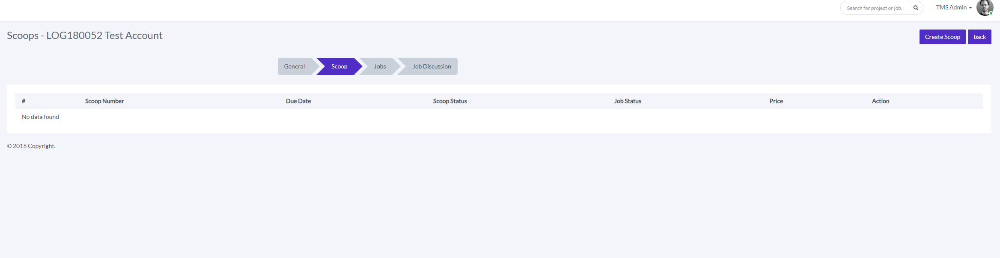 Search for project or job.
TMS Admin
Scoops - LOG180052 Test Account
Create Scoop back
General Scoop Jobs Job Discussion
# Scoop Number Due Date Scoop Status Job Status Price Action
No data found
© 2015 Copyright.